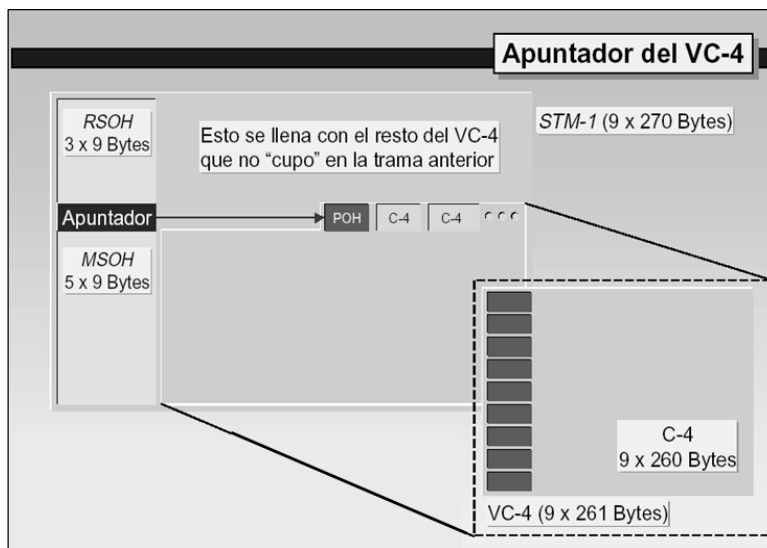 Apuntador del VC-4
RSOH
3 x 9 Bytes
Esto se llena con el resto del VC-4
que no “cupo” en la trama anterior
STM-1 (9 x 270 Bytes)
Apuntador
POH
C-4
C-4
MSOH
5 x 9 Bytes
C-4
9 x 260 Bytes
VC-4 (9 x 261 Bytes)